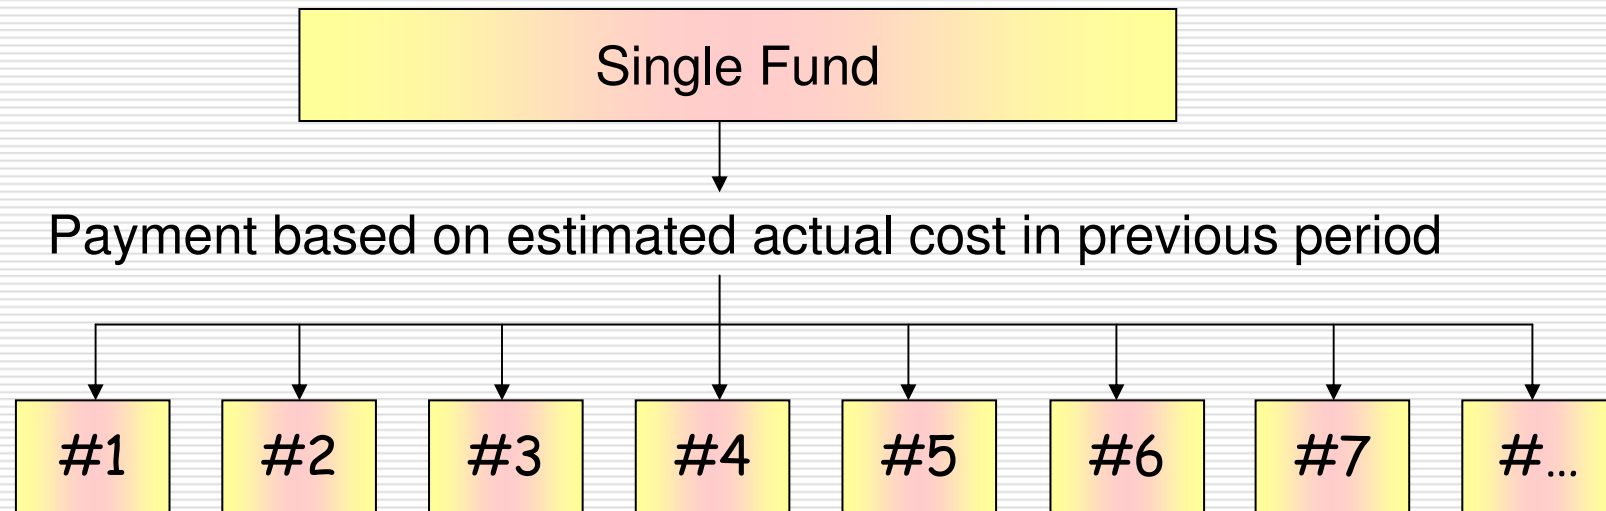 Single Fund
Payment based on estimated actual cost in previous period
#1 #2 #3 #4 #5 #6 #7 #...